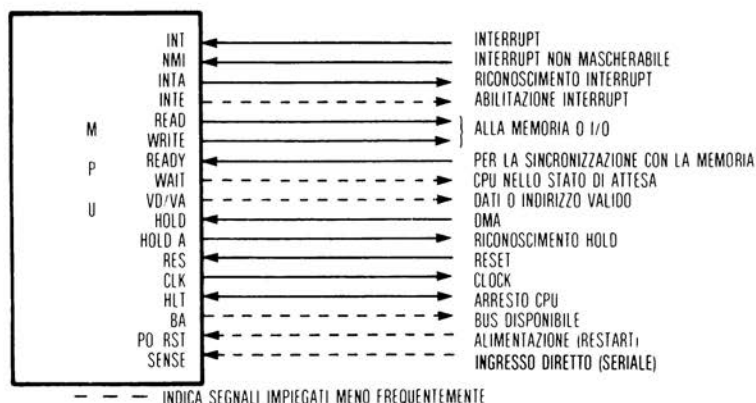 INT INTERRUPT
NMI INTERRUPT NON MASCHERABILE
INTA RICONOSCIMENTO INTERRUPT
INTE ABILITAZIONE INTERRUPT
READ
WRITE ALLA MEMORIA O I/O
M
READY PER LA SINCRONIZZAZIONE CON LA MEMORIA
P WAIT CPU NELLO STATO DI ATTESA
VD/VA DATI O INDIRIZZO VALIDO
U HOLD DMA
HOLD A RICONOSCIMENTO HOLD
RES RESET
CLK CLOCK
HLT ARRESTO CPU
BA BUS DISPONIBILE
PO RST ALIMENTAZIONE (RESTART)
SENSE INGRESSO DIRETTO (SERIALE)
INDICA SEGNALI IMPIEGATI MENO FREQUENTEMENTE